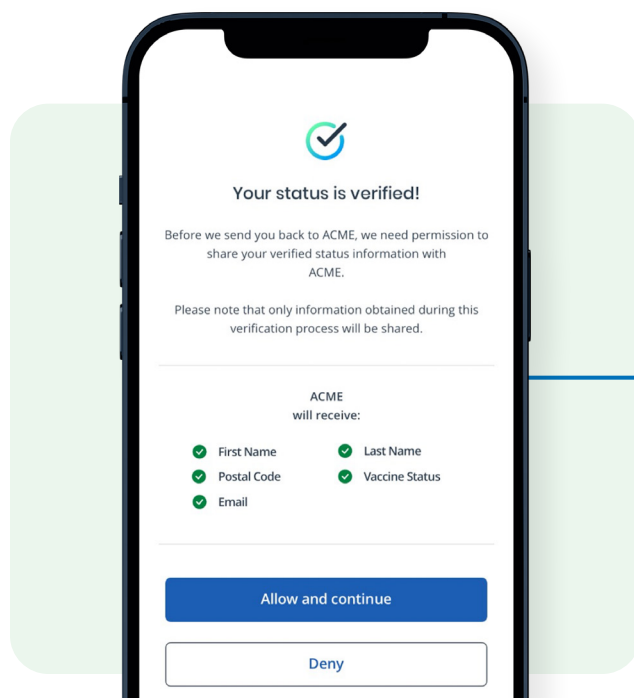 Your status is verified!
Before we send you back to ACME, we need permission to
share your verified status information with
ACME.
Please note that only information obtained during this
verification process will be shared.
ACME
will receive:
First Name
Last Name
Postal Code
Vaccine Status
Email
Allow and continue
Deny